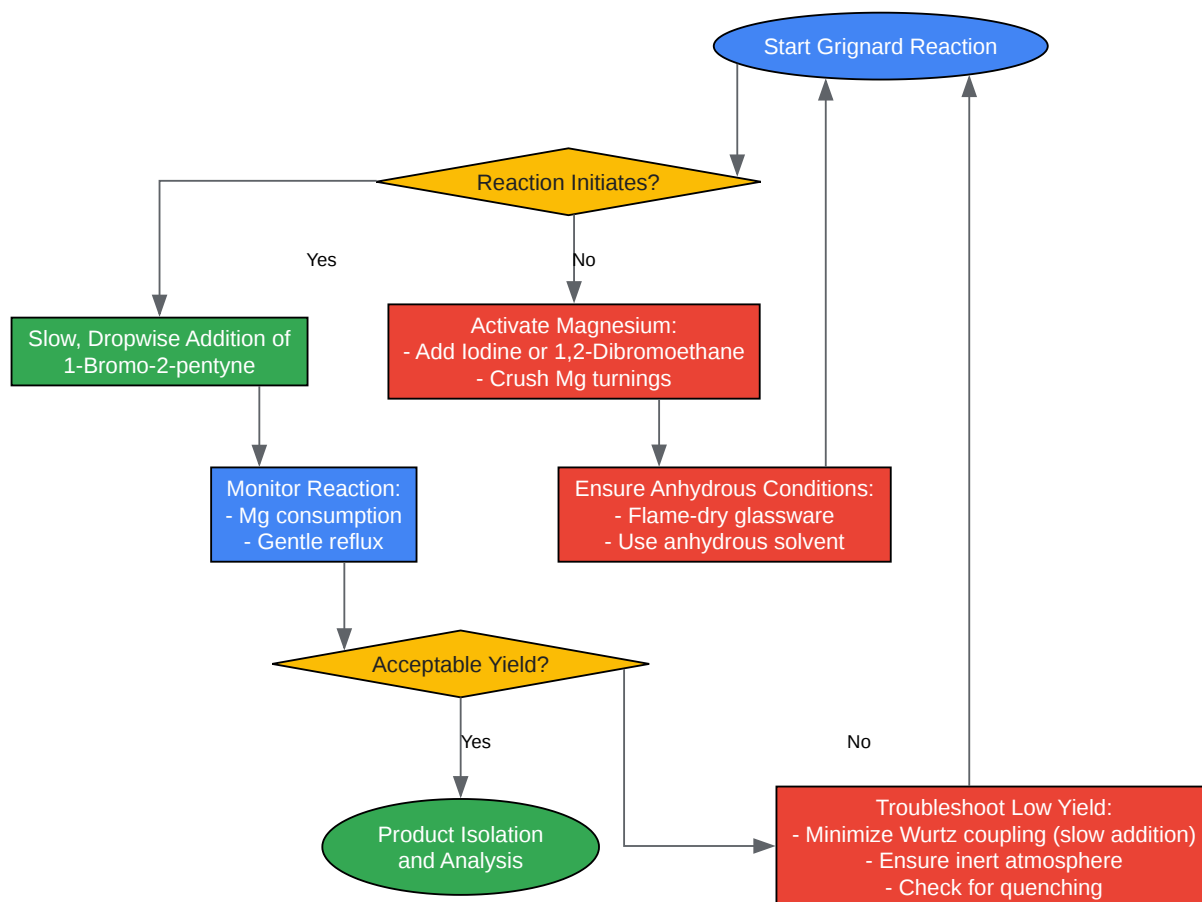 Start Grignard Reaction
Reaction Initiates?
Yes
No
Slow, Dropwise Addition of
1-Bromo-2-pentyne
Activate Magnesium:
- Add Iodine or 1,2-Dibromoethane
- Crush Mg turnings
Monitor Reaction:
- Mg consumption
- Gentle reflux
Ensure Anhydrous Conditions:
- Flame-dry glassware
- Use anhydrous solvent
Acceptable Yield?
Yes
No
Product Isolation
and Analysis
Troubleshoot Low Yield:
- Minimize Wurtz coupling (slow addition)
- Ensure inert atmosphere
- Check for quenching